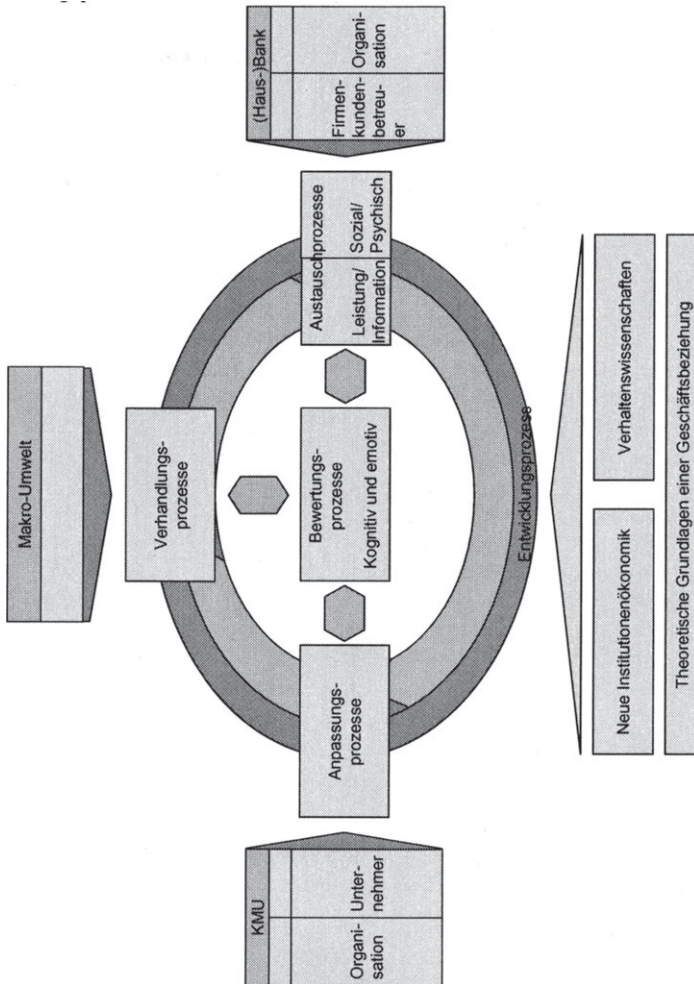 Makro-Umwelt
KMU
Organi-
sation
Unter-
nehmer
Anpassungs-
prozesse
Verhandlungs-
prozesse
Bewertungs-
prozesse
Kognitiv und emotiv
Austauschprozesse
Leistung/
Information
Sozial/
Psychisch
(Haus-)Bank
Firmen-
kunden-
betreu-
er
Organi-
sation
Entwicklungsprozess
Neue Institutionenökonomik
Verhaltenswissenschaften
Theoretische Grundlagen einer Geschäftsbeziehung